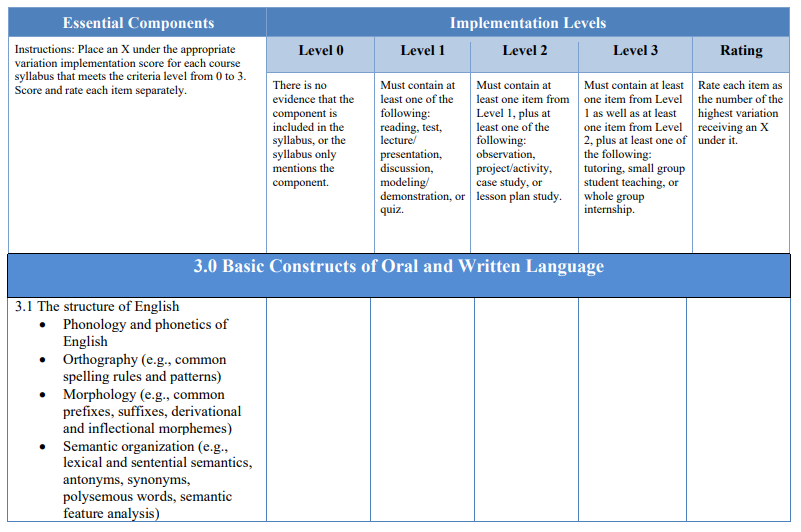 Essential Components
Implementation Levels
Instructions: Place an X under the appropriate
variation implementation score for each course
syllabus that meets the criteria level from 0 to 3.
Score and rate each item separately.
Level 0
Level 1
Level 2
Level 3
Rating
There is no
evidence that the
component is
included in the
syllabus, or the
syllabus only
mentions the
component.
Must contain at
least one of the
following:
reading, test,
lecture/
presentation,
discussion,
modeling/
demonstration, or
quiz.
Must contain at
least one item from
Level 1, plus at
least one of the
following:
observation,
project/activity,
case study, or
lesson plan study.
Must contain at least
one item from Level
1 as well as at least
one item from Level
2, plus at least one of
the following:
tutoring, small group
student teaching, or
whole group
internship.
Rate each item as
the number of the
highest variation
receiving an X
under it.
3.0 Basic Constructs of Oral and Written Language
3.1 The structure of English
• Phonology and phonetics of
English
• Orthography (e.g., common
spelling rules and patterns)
• Morphology (e.g., common
prefixes, suffixes, derivational
and inflectional morphemes)
• Semantic organization (e.g.,
lexical and sentential semantics,
antonyms, synonyms,
polysemous words, semantic
feature analysis)